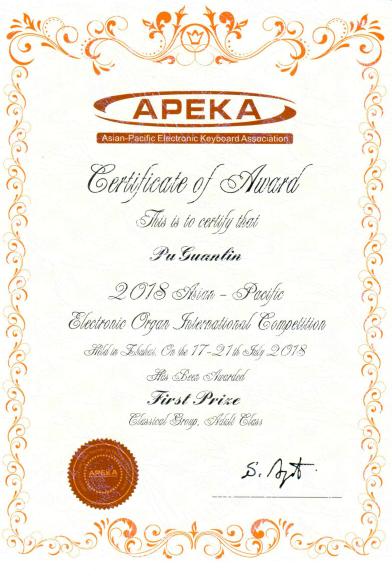 APEKA
Asian-Pacific Electronic Keyboard Association
Certificate of Award
This is to certify that
Pu Guanlin
2018 Asian - Pacific
Electronic Organ International Competition
Held in Zhuhai, On the 17-21th July 2018
Has Been Awarded
First Prize
Classical Group, Adult Class
APEKA